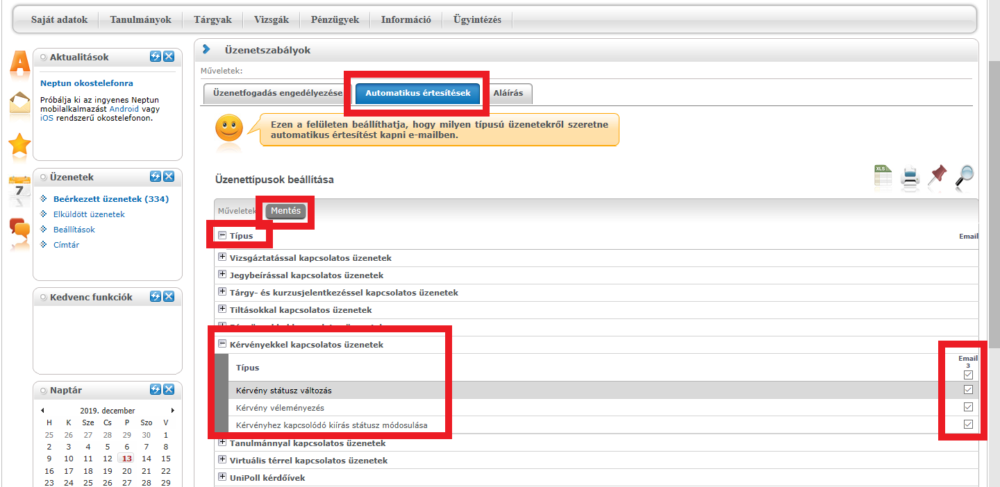 Saját adatok Tanulmányok Tárgyak Vizsgák Pénzügyek Információ Ügyintézés
Aktualitások
Neptun okostelefonra
Próbálja ki az ingyenes Neptun
mobilalkalmazást Android vagy
iOS rendszerű okostelefonon.
Üzenetek
Beérkezett üzenetek (334)
Elküldött üzenetek
Beállítások
Címtár
Kedvenc funkciók
Naptár
2019. december
H K Sze Cs P Szo V
25 26 27 28 29 30 1
2 3 4 5 6 7 8
9 10 11 12 13 14 15
16 17 18 19 20 21 22
23 24 25 26 27 28 29
Üzenetszabályok
Műveletek:
Üzenetfogadás engedélyezése Automatikus értesítések Aláírás
Ezen a felületen beállíthatja, hogy milyen típusú üzenetekről szeretne
automatikus értesítést kapni e-mailben.
Üzenettípusok beállítása
XLS
Műveletek Mentés
Típus Email
Vizsgáztatással kapcsolatos üzenetek
Jegybeírással kapcsolatos üzenetek
Tárgy- és kurzusjelentkezéssel kapcsolatos üzenetek
Tiltásokkal kapcsolatos üzenetek
Kérvényekkel kapcsolatos üzenetek
Típus Email
3
Kérvény státusz változás
Kérvény véleményezés
Kérvényhez kapcsolódó kiírás státusz módosulása
Tanulmánnyal kapcsolatos üzenetek
Virtuális térrel kapcsolatos üzenetek
UniPoll kérdőívek